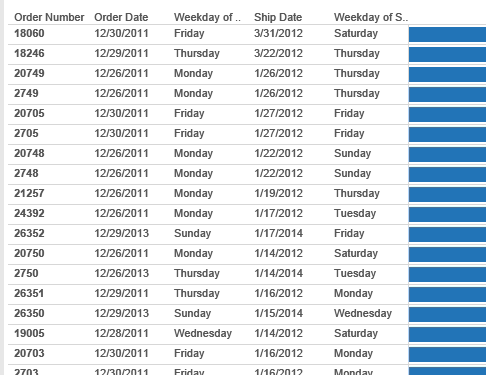 Order Number Order Date Weekday of .. Ship Date Weekday of S..
18060 12/30/2011 Friday 3/31/2012 Saturday
18246 12/29/2011 Thursday 3/22/2012 Thursday
20749 12/26/2011 Monday 1/26/2012 Thursday
2749 12/26/2011 Monday 1/26/2012 Thursday
20705 12/30/2011 Friday 1/27/2012 Friday
2705 12/30/2011 Friday 1/27/2012 Friday
20748 12/26/2011 Monday 1/22/2012 Sunday
2748 12/26/2011 Monday 1/22/2012 Sunday
21257 12/26/2011 Monday 1/19/2012 Thursday
24392 12/26/2011 Monday 1/17/2012 Tuesday
26352 12/29/2013 Sunday 1/17/2014 Friday
20750 12/26/2011 Monday 1/14/2012 Saturday
2750 12/26/2013 Thursday 1/14/2014 Tuesday
26351 12/29/2011 Thursday 1/16/2012 Monday
26350 12/29/2013 Sunday 1/15/2014 Wednesday
19005 12/28/2011 Wednesday 1/14/2012 Saturday
20703 12/30/2011 Friday 1/16/2012 Monday
2703 12/30/2011 Friday 1/16/2012 Monday